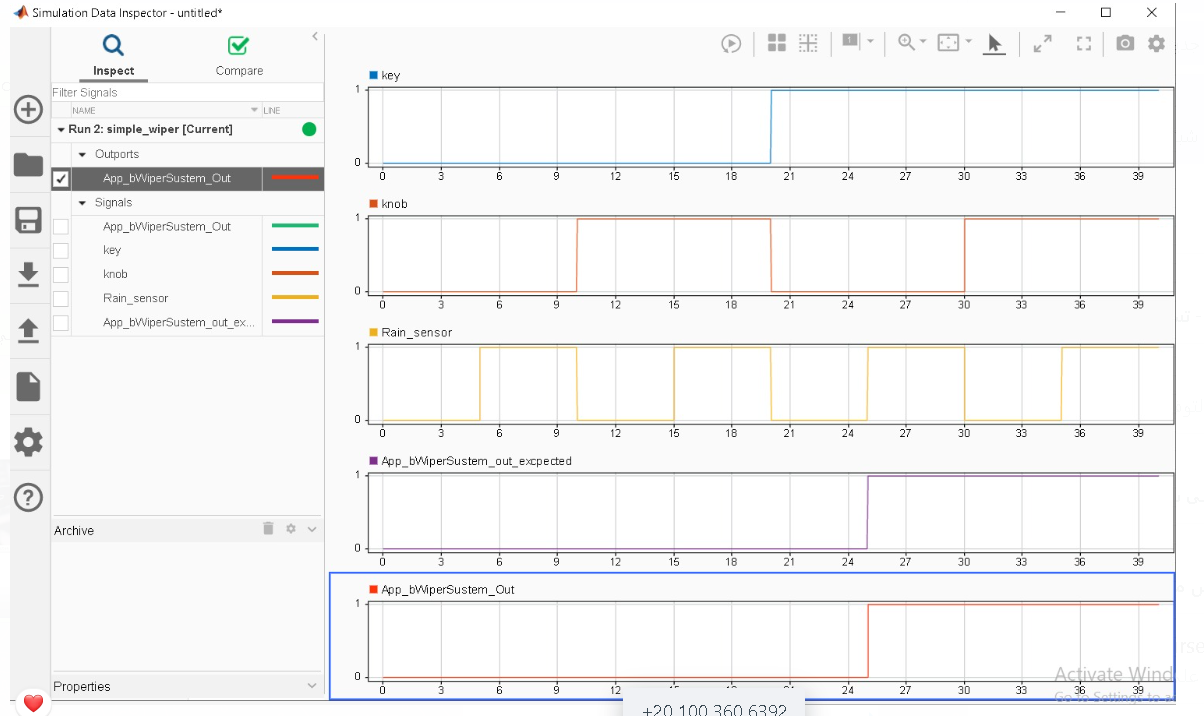 Simulation Data Inspector - untitled*
Inspect
Compare
Filter Signals
NAME
LINE
Run 2: simple_wiper [Current]
Outports
App_bWiperSustem_Out
Signals
App_bWiperSustem_Out
key
knob
Rain_sensor
App_bWiperSustem_out_ex...
Archive
Properties
1
key
1
0
0 3 6 9 12 15 18 21 24 27 30 33 36 39
knob
1
0
0 3 6 9 12 15 18 21 24 27 30 33 36 39
Rain_sensor
1
0
0 3 6 9 12 15 18 21 24 27 30 33 36 39
App_bWiperSustem_out_excpected
1
0
0 3 6 9 12 15 18 21 24 27 30 33 36 39
App_bWiperSustem_Out
1
0
0 3 6 9 12 15 18 21 24 27 30 33 36 39
Activate Wind
Go to Settings to a
+20 100 360 6392